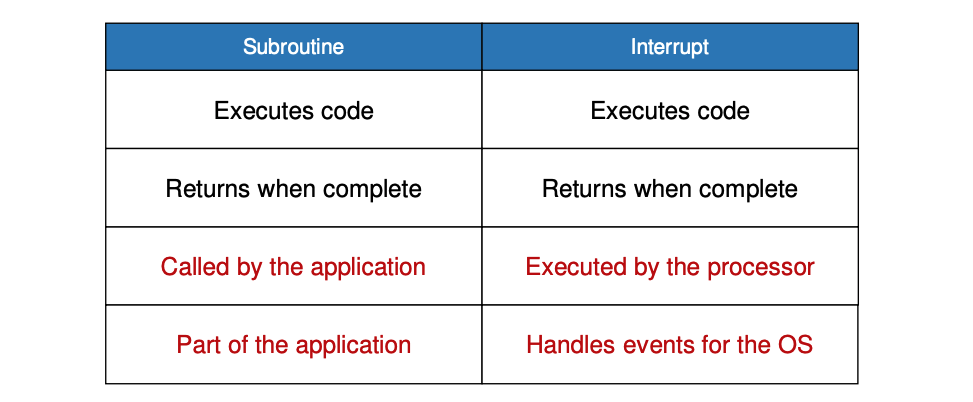 Subroutine Interrupt
Executes code Executes code
Returns when complete Returns when complete
Called by the application Executed by the processor
Part of the application Handles events for the OS